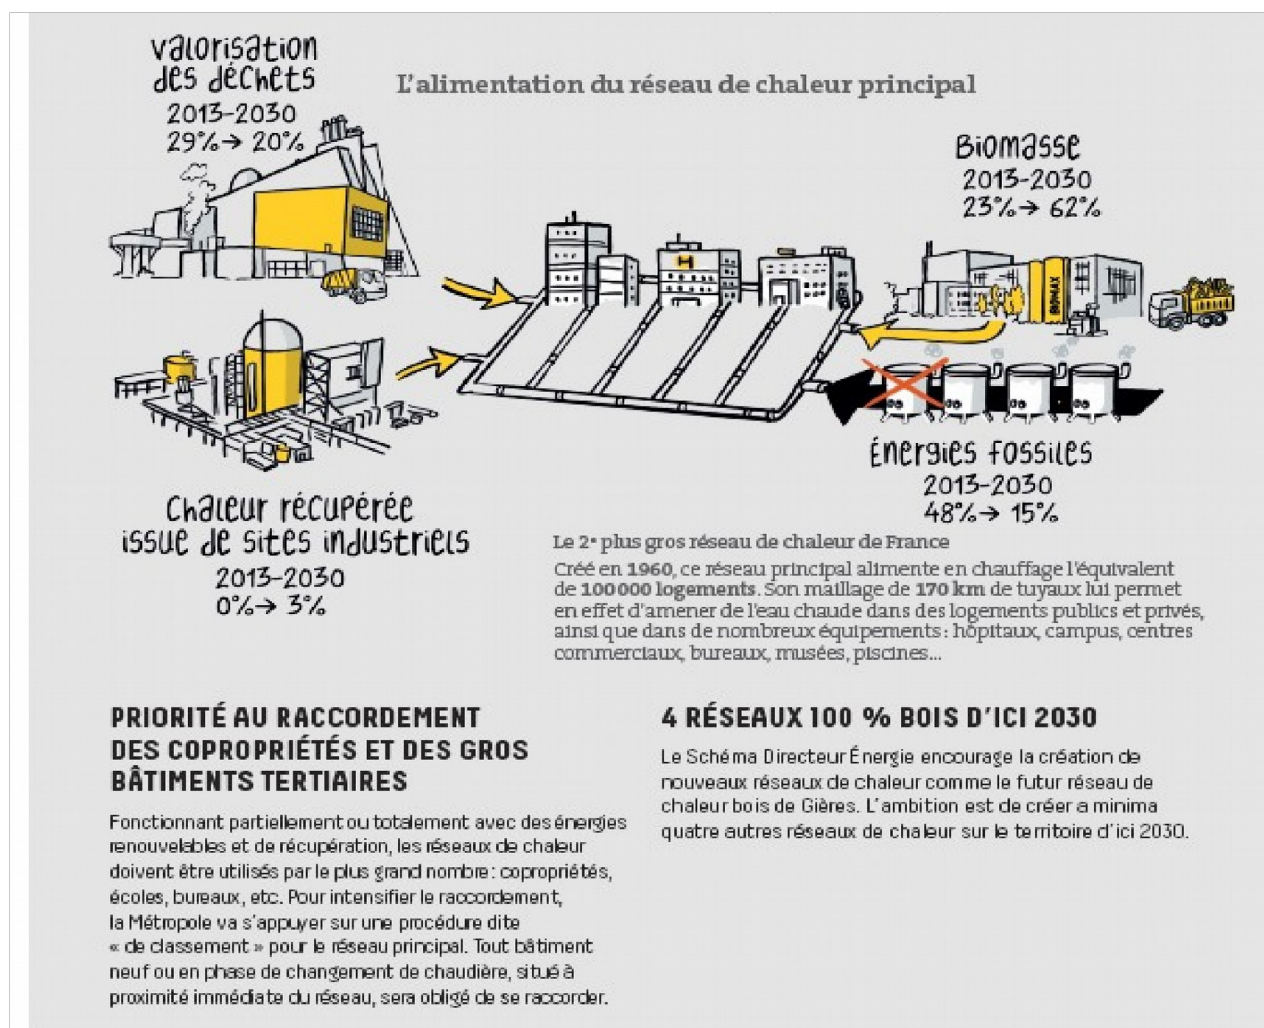 L'alimentation du réseau de chaleur principal
valorisation
des déchets
2013-2030
29%→ 20%
Biomasse
2013-2030
23%→ 62%
BIOMAX
H
Chaleur récupérée
issue de sites industriels
2013-2030
0%→ 3%
Énergies fossiles
2013-2030
48%→ 15%
Le 2e plus gros réseau de chaleur de France
Créé en 1960, ce réseau principal alimente en chauffage l'équivalent
de 100000 logements. Son maillage de 170 km de tuyaux lui permet
en effet d'amener de l'eau chaude dans des logements publics et privés,
ainsi que dans de nombreux équipements : hôpitaux, campus, centres
commerciaux, bureaux, musées, piscines...
PRIORITÉ AU RACCORDEMENT
DES COPROPRIÉTÉS ET DES GROS
BÂTIMENTS TERTIAIRES
Fonctionnant partiellement ou totalement avec des énergies
renouvelables et de récupération, les réseaux de chaleur
doivent être utilisés par le plus grand nombre : copropriétés,
écoles, bureaux, etc. Pour intensifier le raccordement,
la Métropole va s'appuyer sur une procédure dite
« de classement » pour le réseau principal. Tout bâtiment
neuf ou en phase de changement de chaudière, situé à
proximité immédiate du réseau, sera obligé de se raccorder.
4 RÉSEAUX 100 % BOIS D'ICI 2030
Le Schéma Directeur Énergie encourage la création de
nouveaux réseaux de chaleur comme le futur réseau de
chaleur bois de Gières. L'ambition est de créer a minima
quatre autres réseaux de chaleur sur le territoire d'ici 2030.